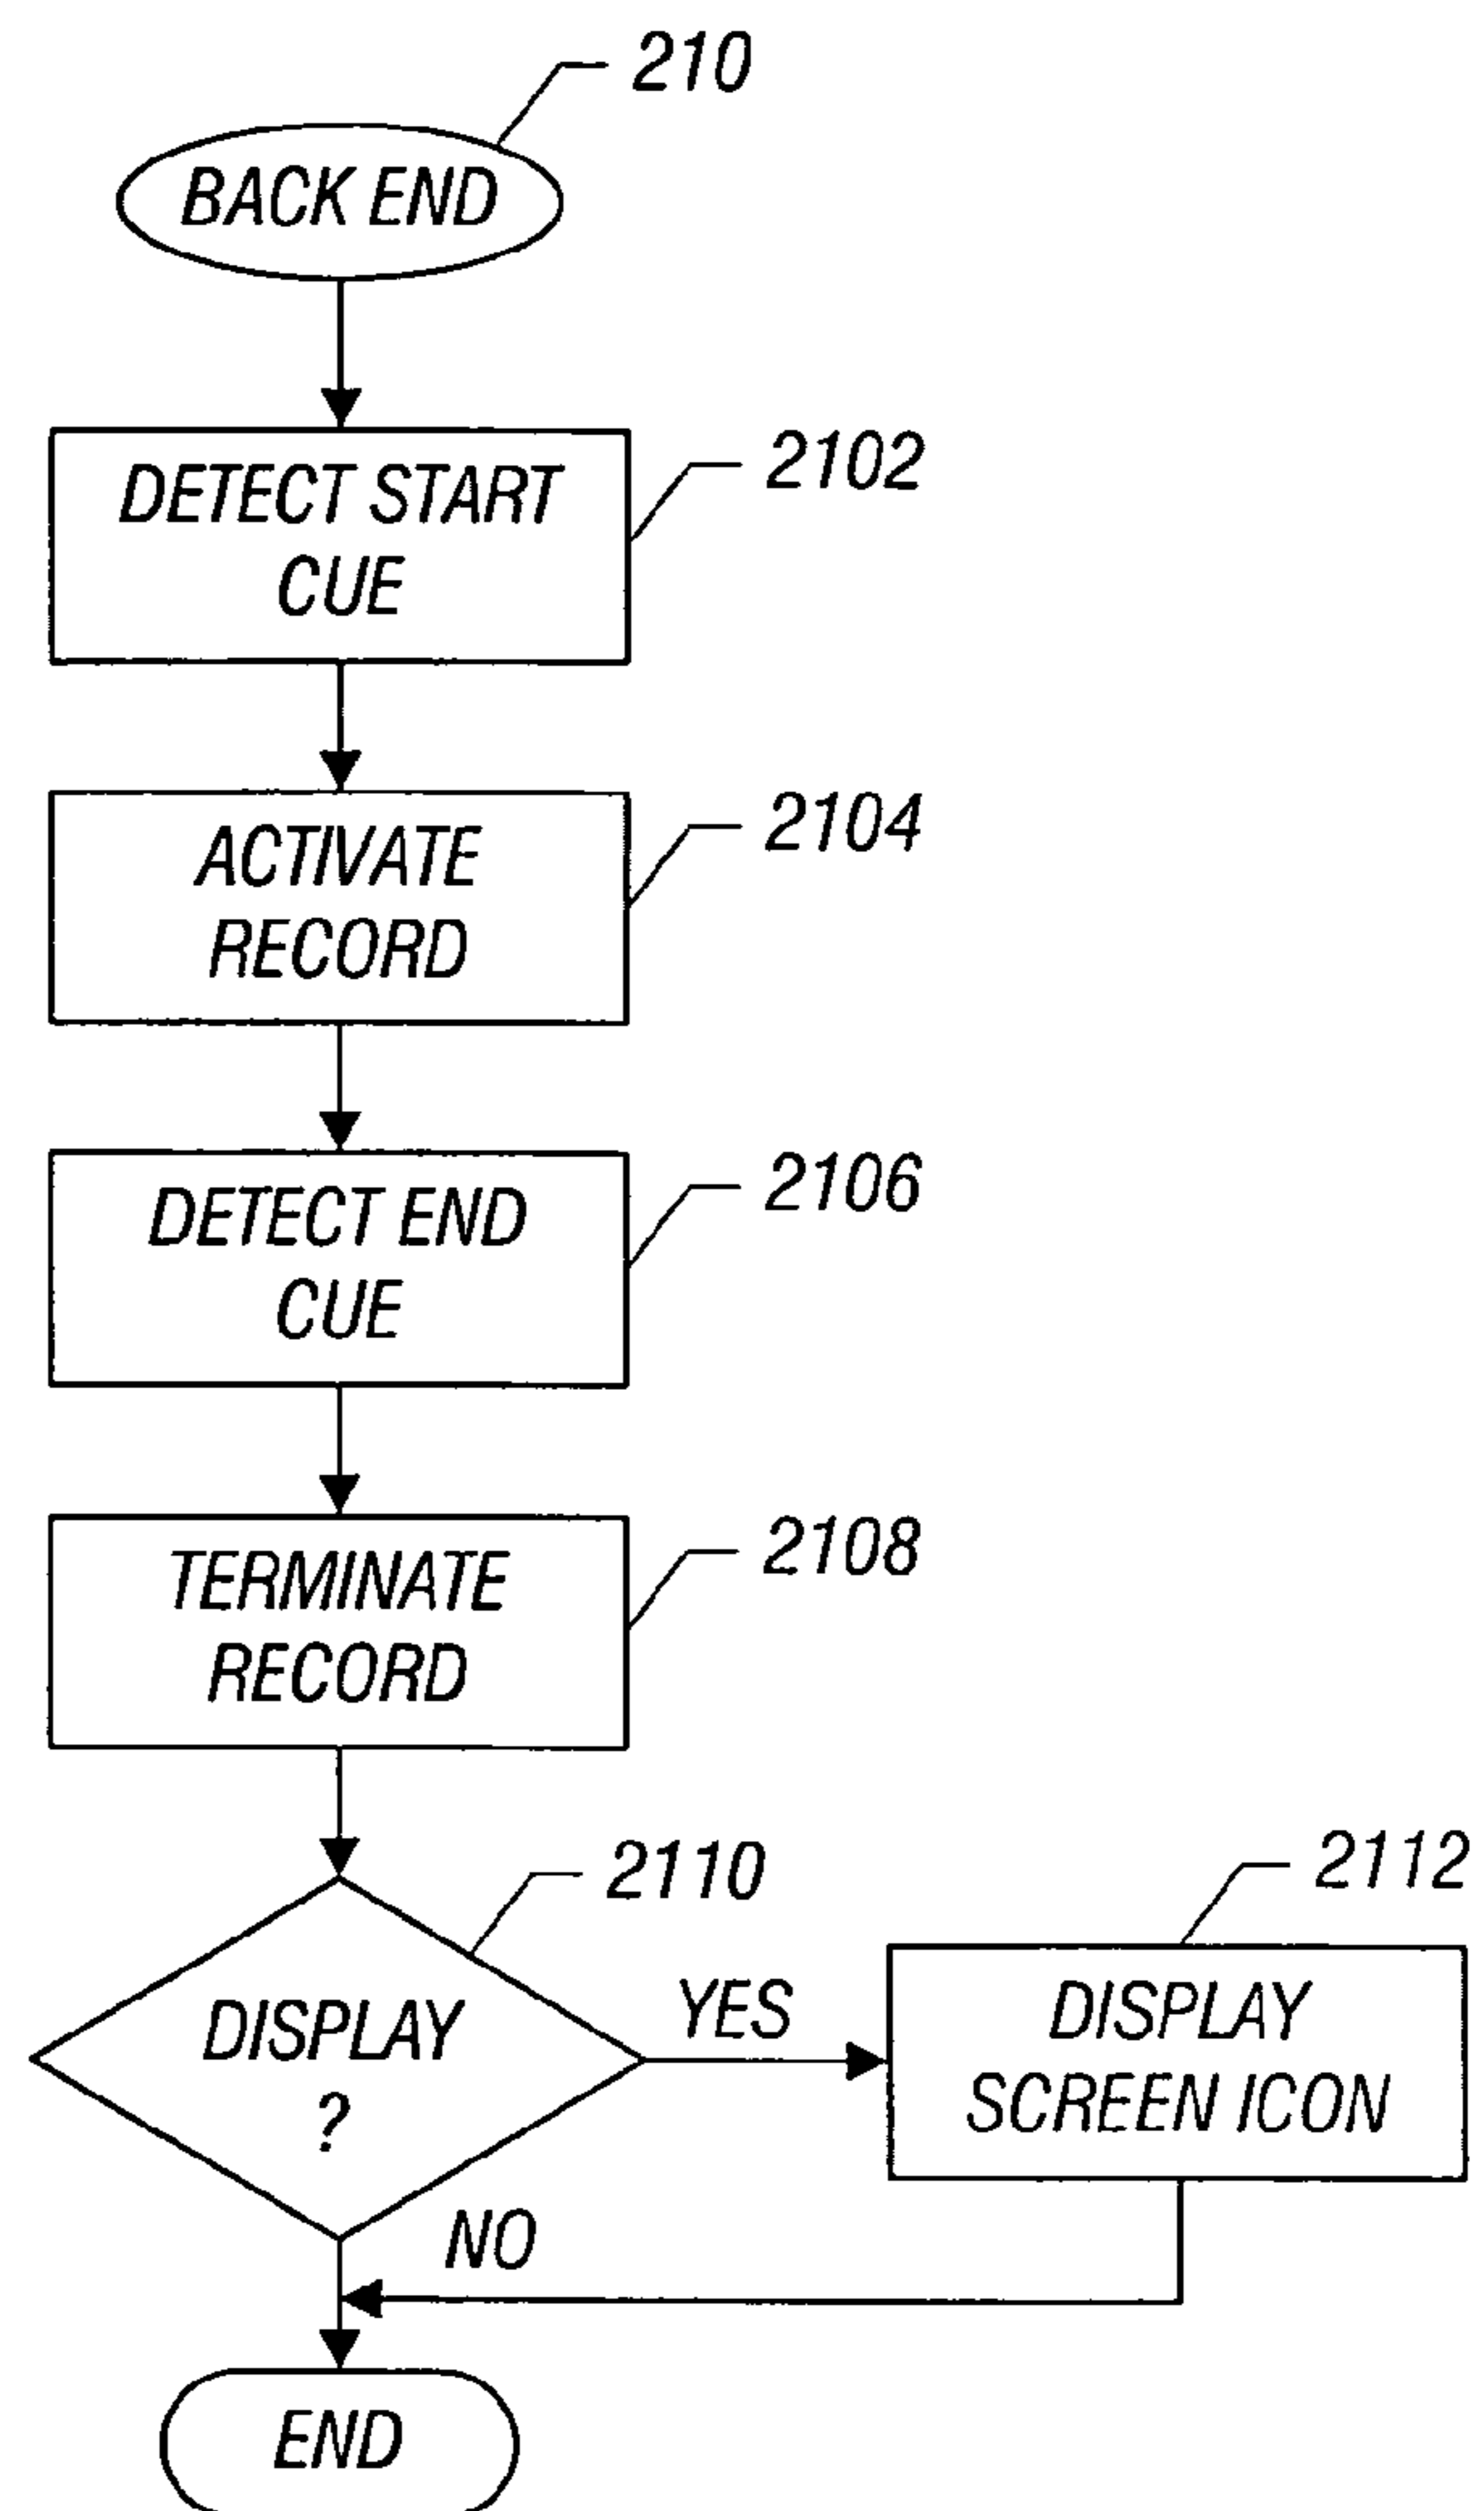 210
BACK END
2102
DETECT START
CUE
2104
ACTIVATE
RECORD
2106
DETECT END
CUE
2108
TERMINATE
RECORD
2110
DISPLAY
?
YES
2112
DISPLAY
SCREEN ICON
NO
END